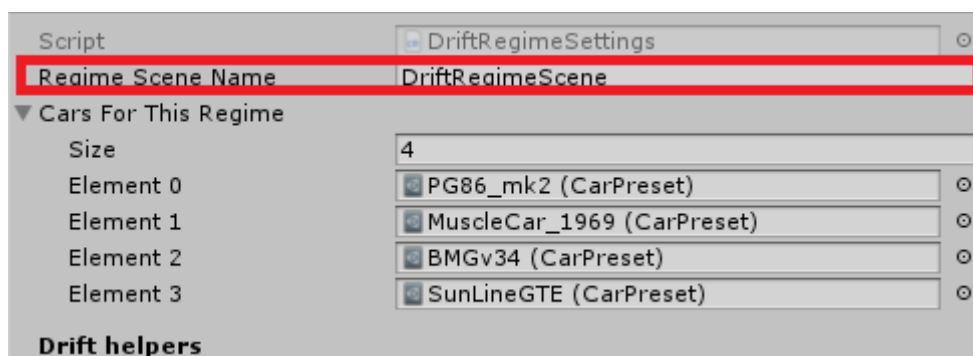 Script DriftRegimeSettings
Regime Scene Name DriftRegimeScene
Cars For This Regime
Size 4
Element 0 PG86_mk2 (CarPreset)
Element 1 MuscleCar_1969 (CarPreset)
Element 2 BMGv34 (CarPreset)
Element 3 SunLineGTE (CarPreset)
Drift helpers